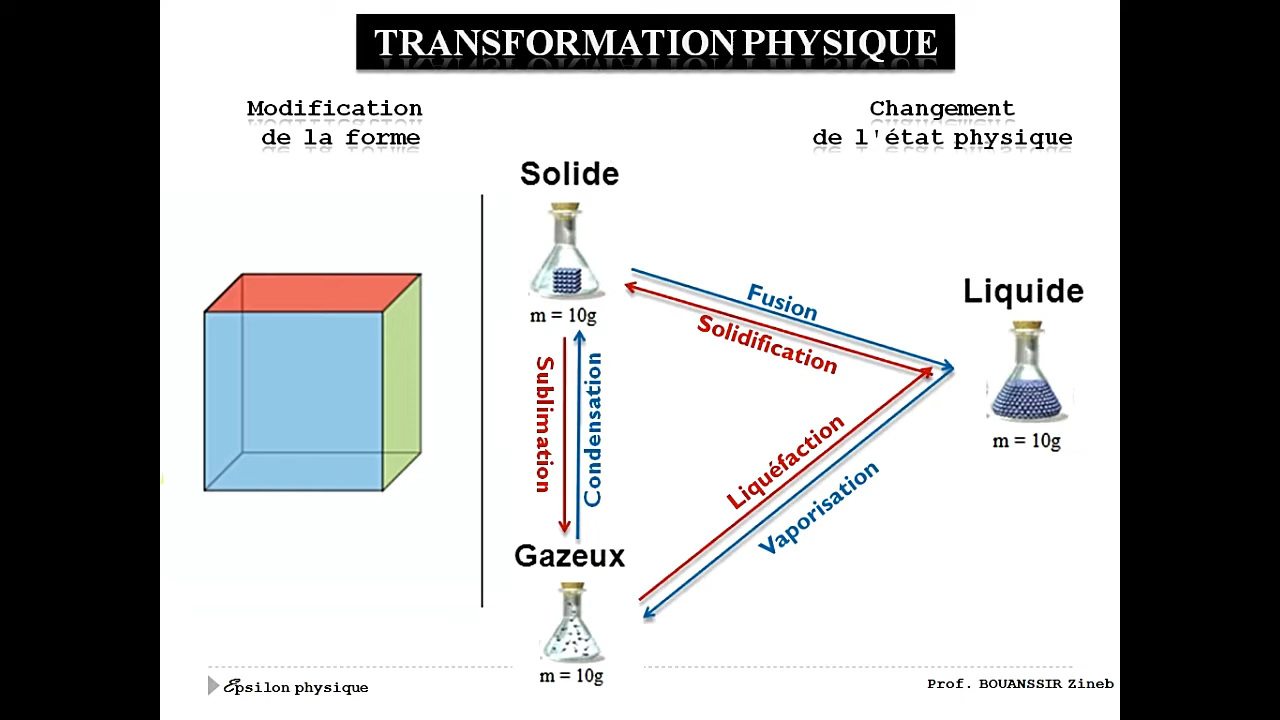 TRANSFORMATION PHYSIQUE
Modification
de la forme
Changement
de l'état physique
Solide
m = 10g
Fusion
Solidification
Liquide
m = 10g
Sublimation
Condensation
Liquéfaction
Vaporisation
Gazeux
m = 10g
Epsilon physique
Prof. BOUANSSIR Zineb